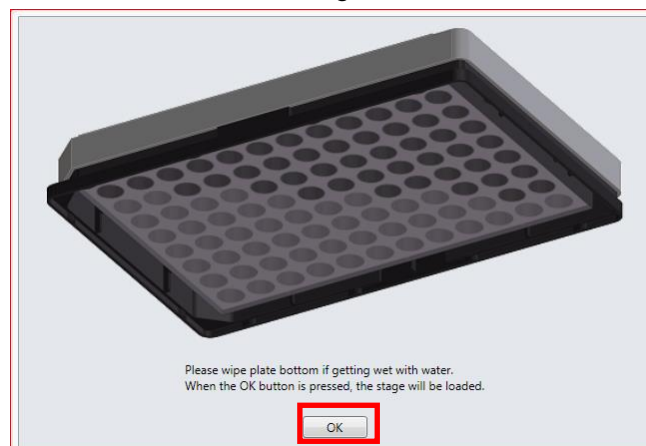 Please wipe plate bottom if getting wet with water.
When the OK button is pressed, the stage will be loaded.
OK